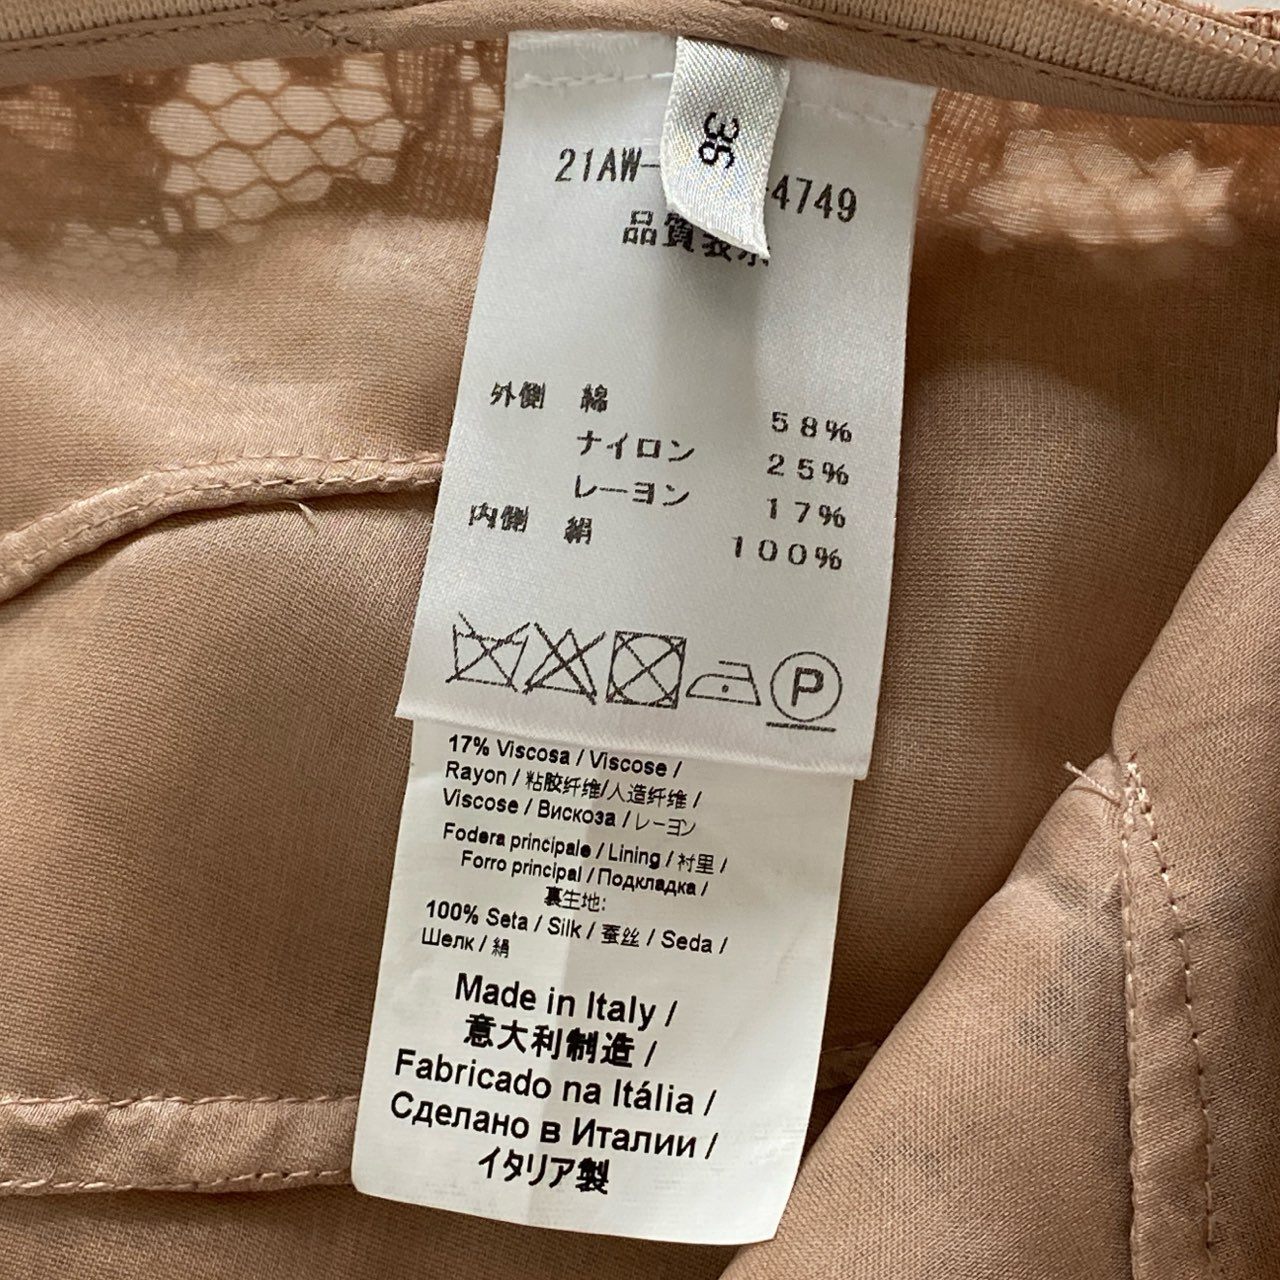 36
21AW- -4749
品質表示
外側 綿 58%
ナイロン 25%
レーヨン 17%
内側 絹 100%
P
17% Viscosa / Viscose /
Rayon / 粘胶纤维/人造纤维 /
Viscose / Вискоза / レーヨン
Fodera principale / Lining / 衬里 /
Forro principal / Подкладка /
裏生地:
100% Seta / Silk / 蚕丝 / Seda /
Шелк / 絹
Made in Italy /
意大利制造 /
Fabricado na Itália /
Сделано в Италии /
イタリア製